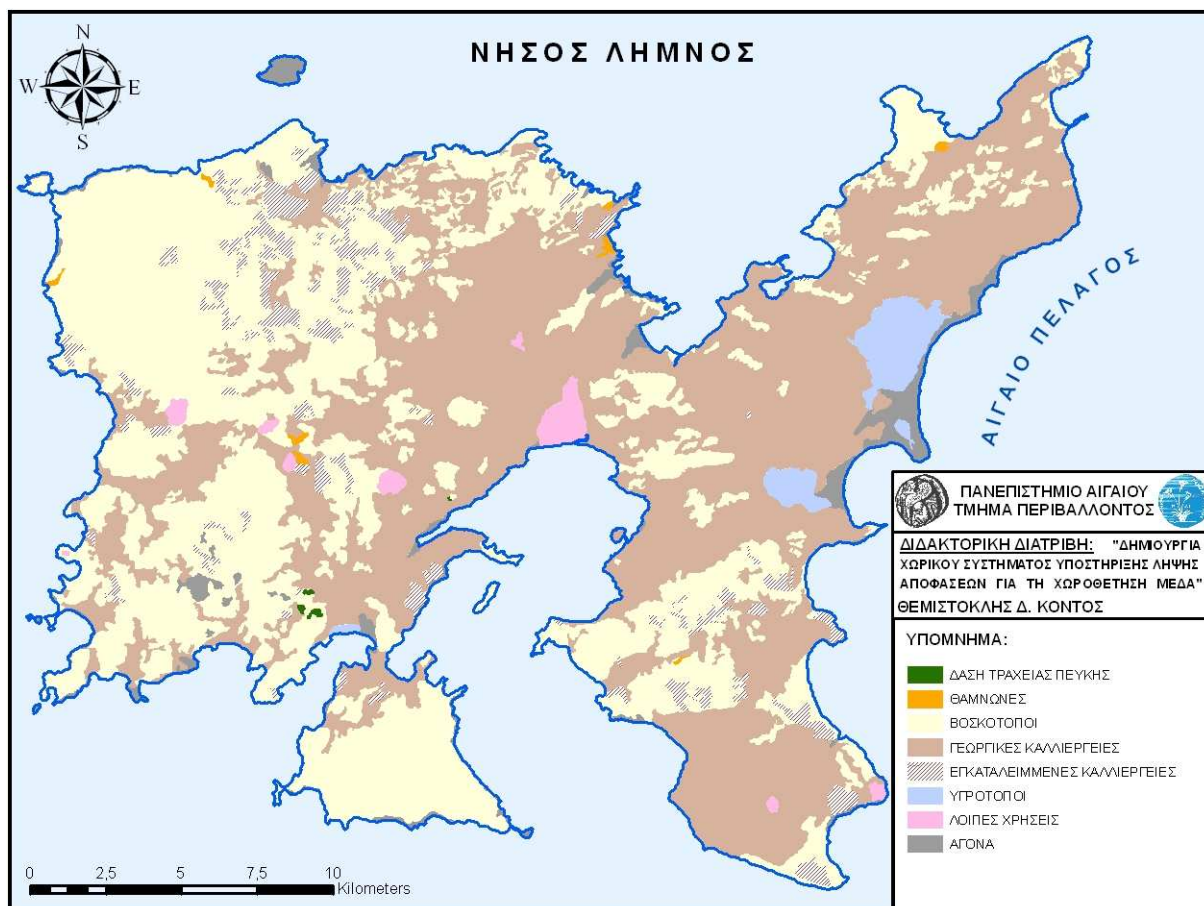 ΝΗΣΟΣ ΛΗΜΝΟΣ
N
W E
S
ΑΙΓΑΙΟ ΠΕΛΑΓΟΣ
ΠΑΝΕΠΙΣΤΗΜΙΟ ΑΙΓΑΙΟΥ
ΤΜΗΜΑ ΠΕΡΙΒΑΛΛΟΝΤΟΣ
ΔΙΔΑΚΤΟΡΙΚΗ ΔΙΑΤΡΙΒΗ: "ΔΗΜΙΟΥΡΓΙΑ
ΧΩΡΙΚΟΥ ΣΥΣΤΗΜΑΤΟΣ ΥΠΟΣΤΗΡΙΞΗΣ ΛΗΨΗΣ
ΑΠΟΦΑΣΕΩΝ ΓΙΑ ΤΗ ΧΩΡΟΘΕΤΗΣΗ ΜΕΔΑ"
ΘΕΜΙΣΤΟΚΛΗΣ Δ. ΚΟΝΤΟΣ
ΥΠΟΜΝΗΜΑ:
ΔΑΣΗ ΤΡΑΧΕΙΑΣ ΠΕΥΚΗΣ
ΘΑΜΝΩΝΕΣ
ΒΟΣΚΟΤΟΠΟΙ
ΓΕΩΡΓΙΚΕΣ ΚΑΛΛΙΕΡΓΕΙΕΣ
ΕΓΚΑΤΑΛΕΙΜΜΕΝΕΣ ΚΑΛΛΙΕΡΓΕΙΕΣ
ΥΓΡΟΤΟΠΟΙ
ΛΟΙΠΕΣ ΧΡΗΣΕΙΣ
ΑΓΟΝΑ
0 2,5 5 7,5 10
Kilometers